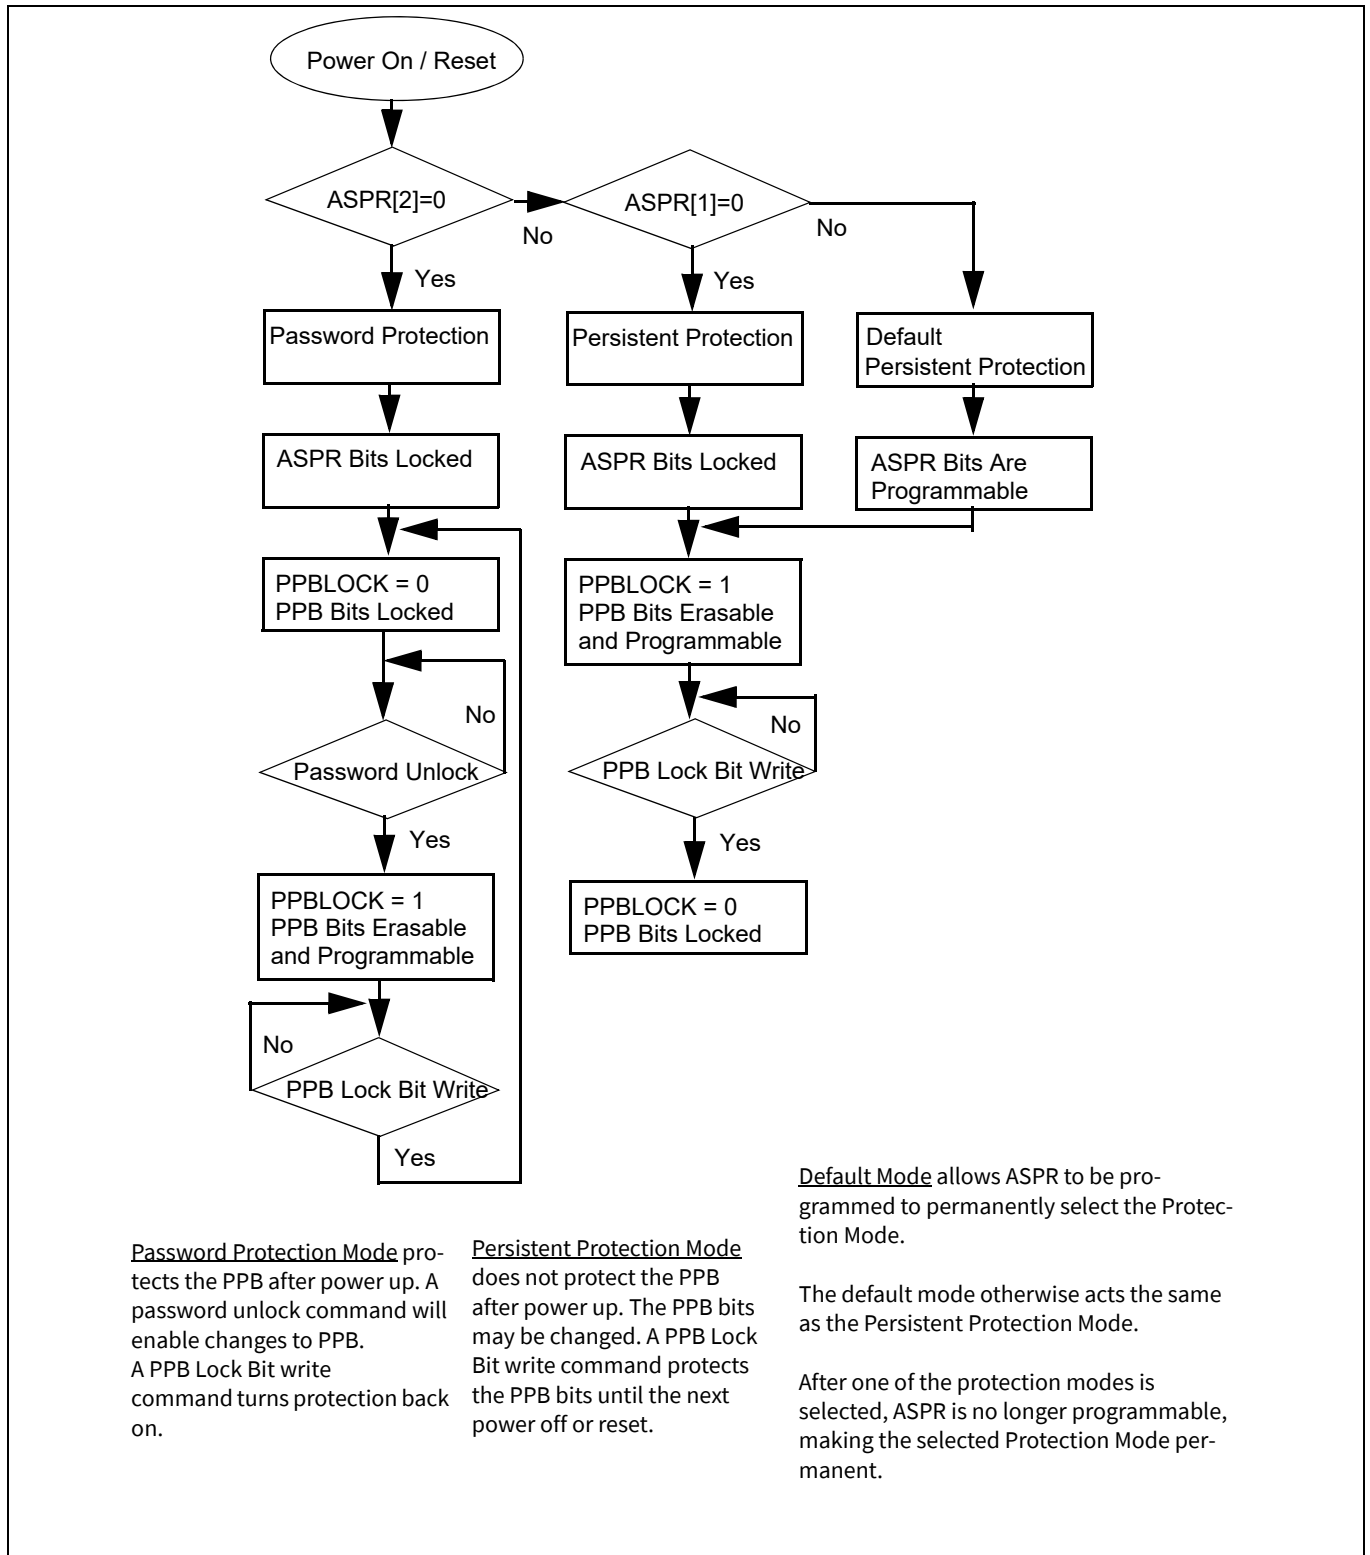 Power On / Reset
ASPR[2]=0
No
ASPR[1]=0
No
Yes
Yes
Password Protection
Persistent Protection
Default
Persistent Protection
ASPR Bits Locked
ASPR Bits Locked
ASPR Bits Are
Programmable
PPBLOCK = 0
PPB Bits Locked
PPBLOCK = 1
PPB Bits Erasable
and Programmable
No
Password Unlock
No
PPB Lock Bit Write
Yes
Yes
PPBLOCK = 1
PPB Bits Erasable
and Programmable
PPBLOCK = 0
PPB Bits Locked
No
PPB Lock Bit Write
Yes
Password Protection Mode pro-
tects the PPB after power up. A
password unlock command will
enable changes to PPB.
A PPB Lock Bit write
command turns protection back
on.
Persistent Protection Mode
does not protect the PPB
after power up. The PPB bits
may be changed. A PPB Lock
Bit write command protects
the PPB bits until the next
power off or reset.
Default Mode allows ASPR to be pro-
grammed to permanently select the Protec-
tion Mode.
The default mode otherwise acts the same
as the Persistent Protection Mode.
After one of the protection modes is
selected, ASPR is no longer programmable,
making the selected Protection Mode per-
manent.